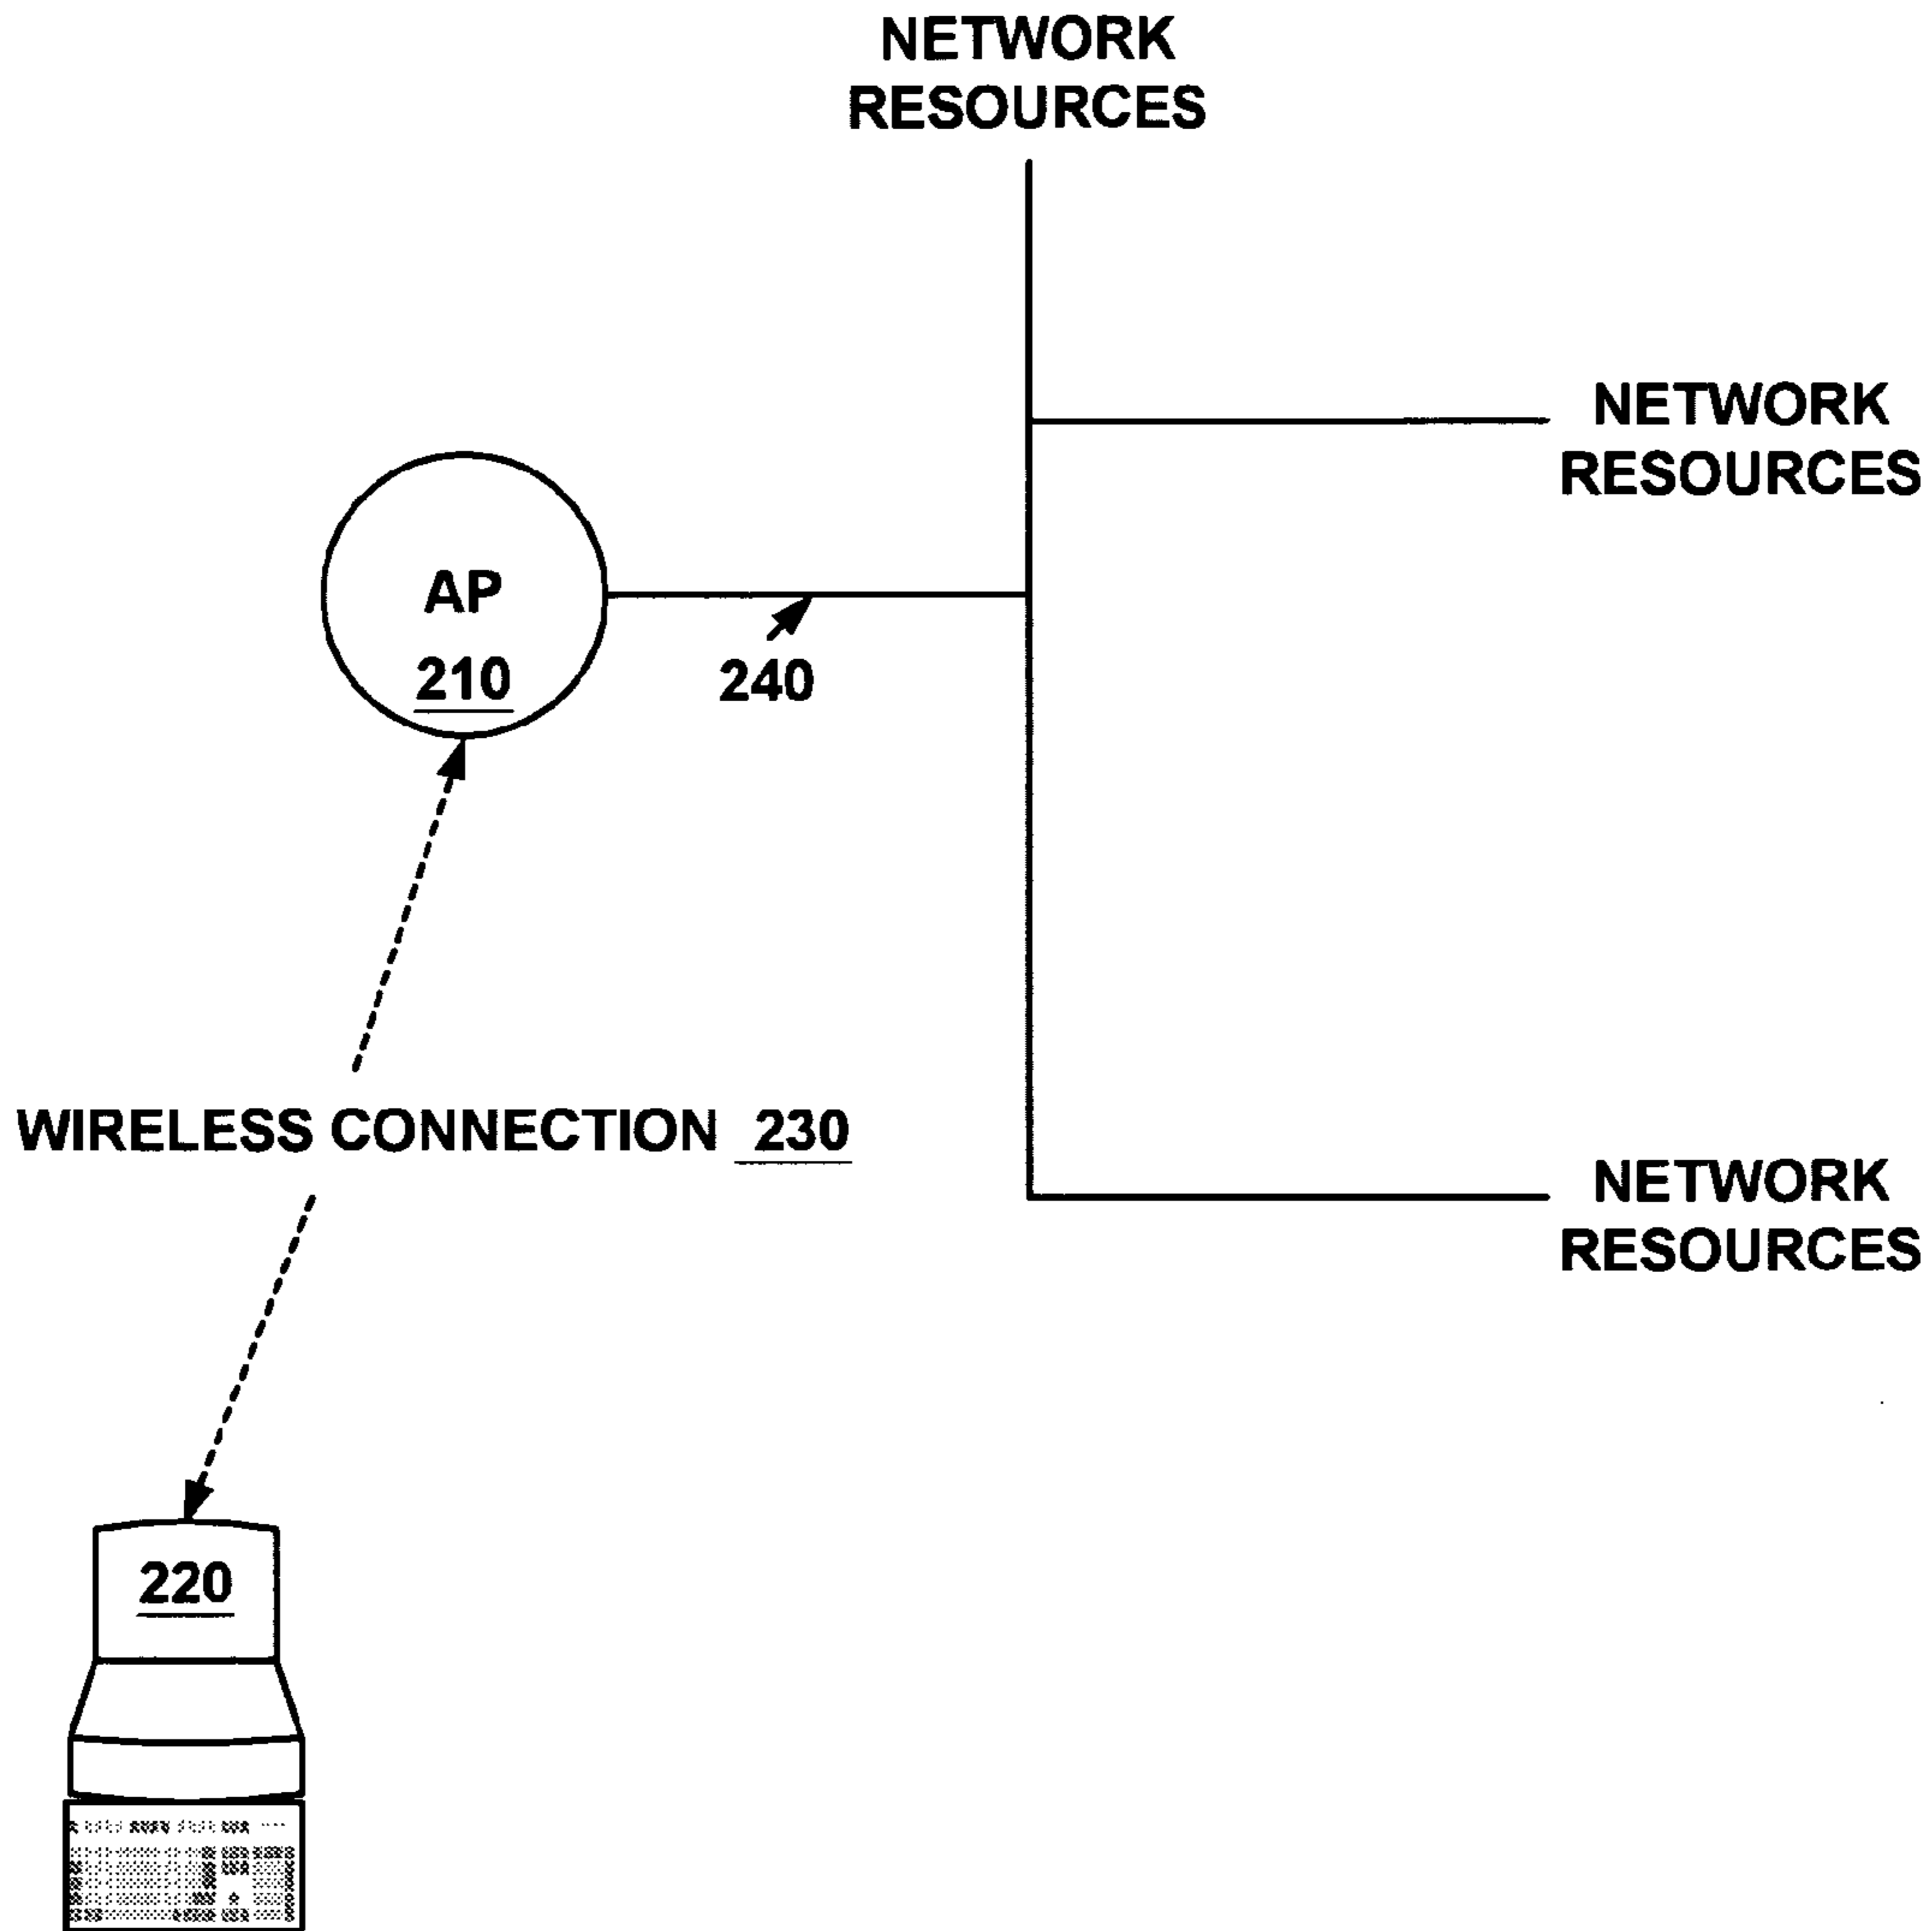 NETWORK
RESOURCES
NETWORK
RESOURCES
AP
210
240
WIRELESS CONNECTION 230
NETWORK
RESOURCES
220